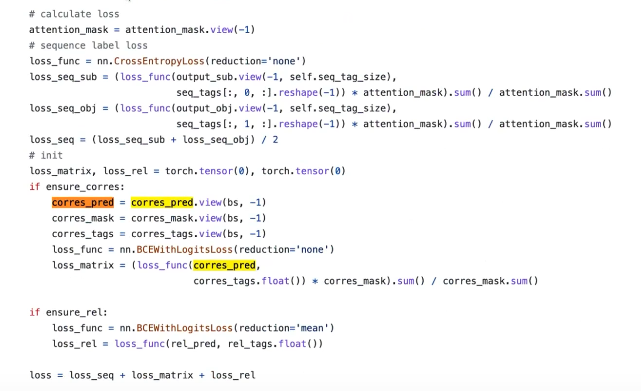 # calculate loss
attention_mask = attention_mask.view(-1)
# sequence label loss
loss_func = nn.CrossEntropyLoss(reduction='none')
loss_seq_sub = (loss_func(output_sub.view(-1, self.seq_tag_size),
seq_tags[:, 0, :].reshape(-1)) * attention_mask).sum() / attention_mask.sum()
loss_seq_obj = (loss_func(output_obj.view(-1, self.seq_tag_size),
seq_tags[:, 1, :].reshape(-1)) * attention_mask).sum() / attention_mask.sum()
loss_seq = (loss_seq_sub + loss_seq_obj) / 2
# init
loss_matrix, loss_rel = torch.tensor(0), torch.tensor(0)
if ensure_corres:
corres_pred = corres_pred.view(bs, -1)
corres_mask = corres_mask.view(bs, -1)
corres_tags = corres_tags.view(bs, -1)
loss_func = nn.BCEWithLogitsLoss(reduction='none')
loss_matrix = (loss_func(corres_pred,
corres_tags.float()) * corres_mask).sum() / corres_mask.sum()
if ensure_rel:
loss_func = nn.BCEWithLogitsLoss(reduction='mean')
loss_rel = loss_func(rel_pred, rel_tags.float())
loss = loss_seq + loss_matrix + loss_rel